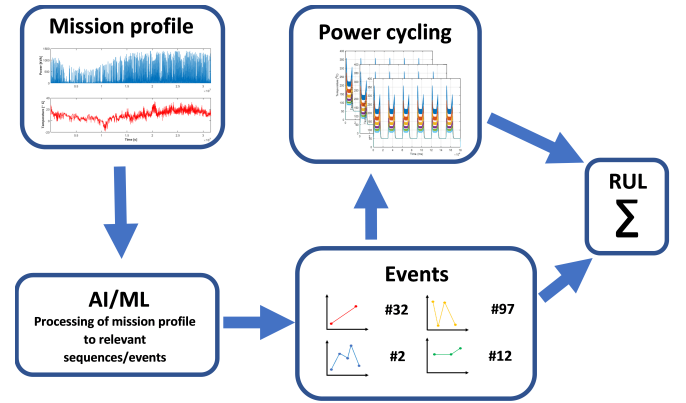 Mission profile
Power cycling
Time [s]
RUL
Σ
AI/ML
Processing of mission profile
to relevant
sequences/events
Events
#32
#97
#2
#12